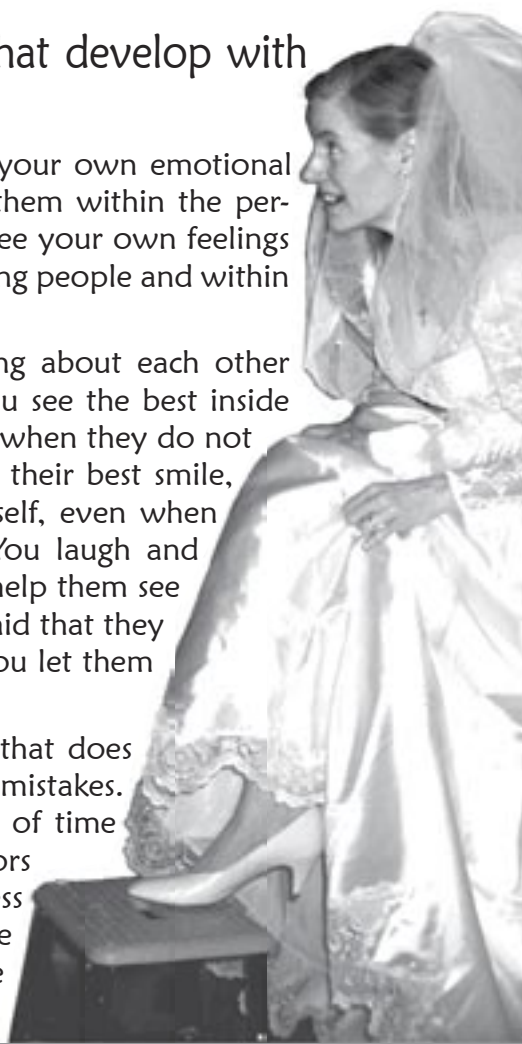 hat develop with
your own emotional
them within the per-
ee your own feelings
ng people and within
ng about each other
u see the best inside
when they do not
their best smile,
self, even when
You laugh and
help them see
aid that they
ou let them
that does
mistakes.
of time
ors
ss
e
e